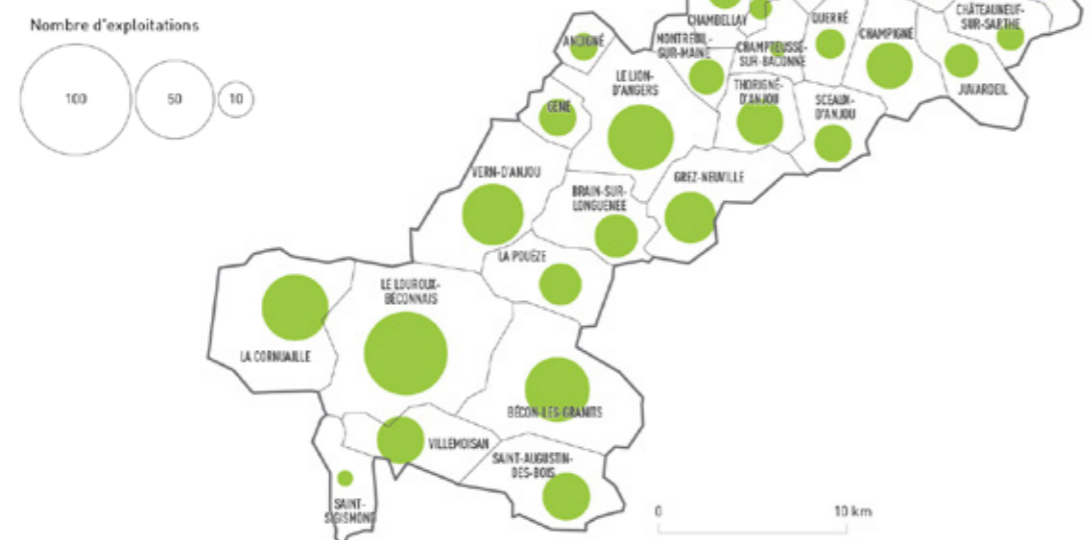 Nombre d'exploitations
100
50
10
CHAMBELLAY
QUERRÉ
CHÂTEAUNEUF-
SUR-SARTHE
CHAMPIGNÉ
ANDIGNÉ
MONTREUIL-
SUR-MAINE
CHAMPTEUSSÉ-
SUR-BACONNE
LE LION-
D'ANGERS
THORIGNÉ-
D'ANJOU
JUVARDEIL
SCEAUX-
D'ANJOU
GENÉ
VERN-D'ANJOU
GREZ-NEUVILLE
BRAIN-SUR-
LONGUENÉE
LA POUËZE
LE LOUROUX-
BÉCONNAIS
LA CORNUAILLE
BÉCON-LES-GRANITS
VILLEMOISAN
SAINT-AUGUSTIN-
DES-BOIS
SAINT-
SIGISMOND
0
10 km